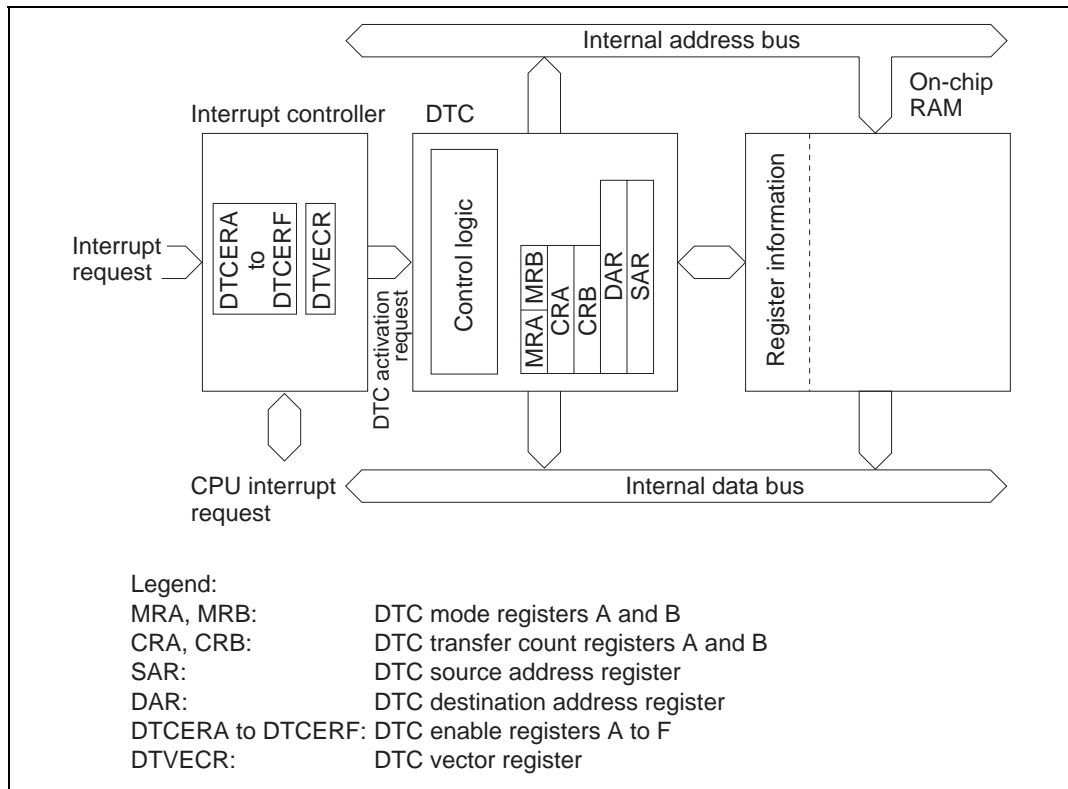 Internal address bus
On-chip
RAM
Interrupt controller
DTC
Interrupt
request
DTCERA
to
DTCERF
DTVECR
DTC activation
request
Control logic
MRA
MRB
CRA
CRB
DAR
SAR
Register information
CPU interrupt
request
Internal data bus
Legend:
MRA, MRB: DTC mode registers A and B
CRA, CRB: DTC transfer count registers A and B
SAR: DTC source address register
DAR: DTC destination address register
DTCERA to DTCERF: DTC enable registers A to F
DTVECR: DTC vector register